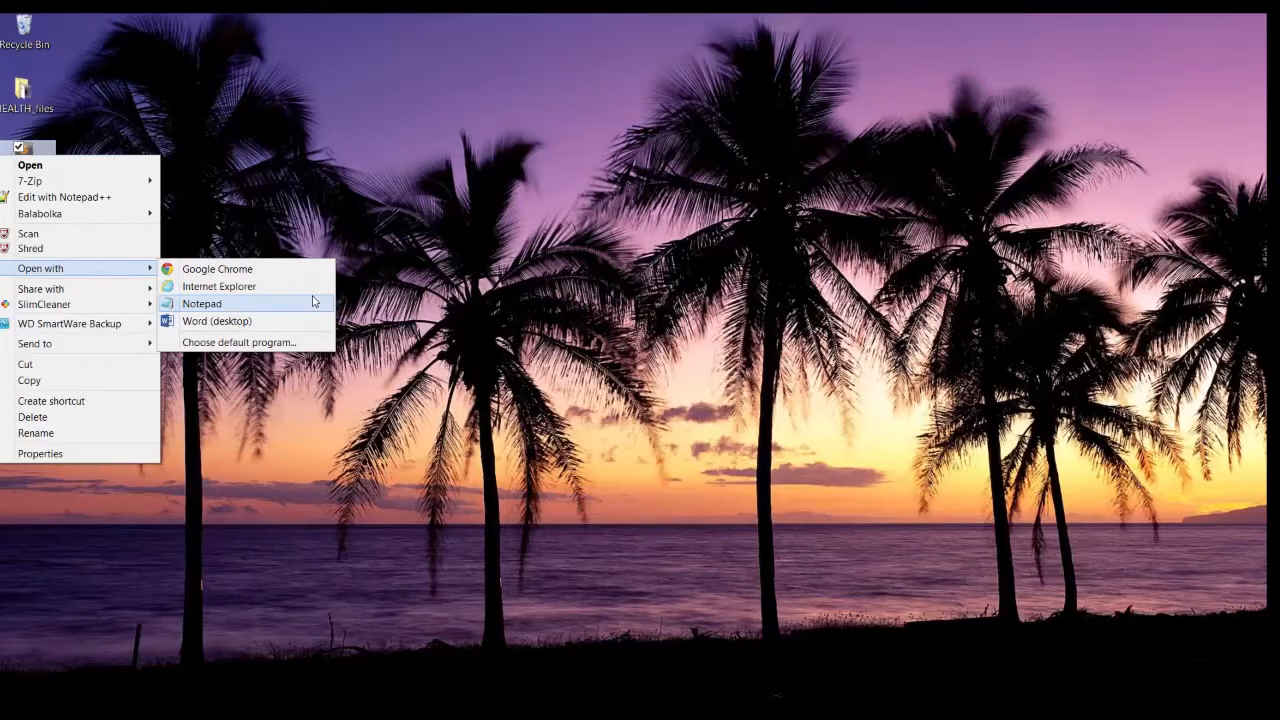 Recycle Bin
EALTH_files
Open
7-Zip
Edit with Notepad++
Balabolka
Scan
Shred
Open with
Share with
SlimCleaner
WD SmartWare Backup
Send to
Cut
Copy
Create shortcut
Delete
Rename
Properties
Google Chrome
Internet Explorer
Notepad
Word (desktop)
Choose default program...